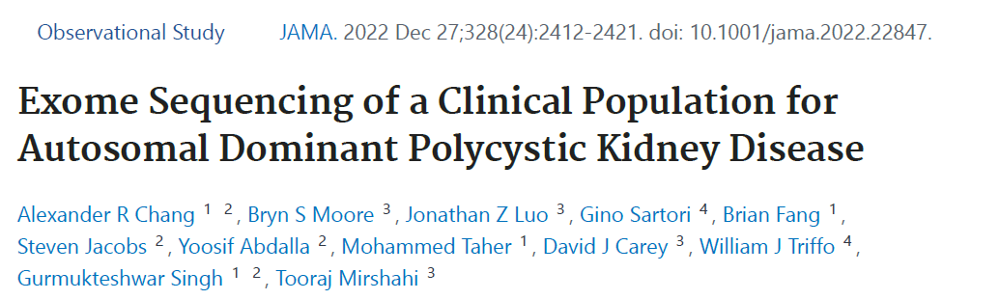 Observational Study JAMA. 2022 Dec 27;328(24):2412-2421. doi: 10.1001/jama.2022.22847.
Exome Sequencing of a Clinical Population for
Autosomal Dominant Polycystic Kidney Disease
Alexander R Chang 1 2, Bryn S Moore 3, Jonathan Z Luo 3, Gino Sartori 4, Brian Fang 1,
Steven Jacobs 2, Yoosif Abdalla 2, Mohammed Taher 1, David J Carey 3, William J Triffo 4,
Gurmukteshwar Singh 1 2, Tooraj Mirshahi 3